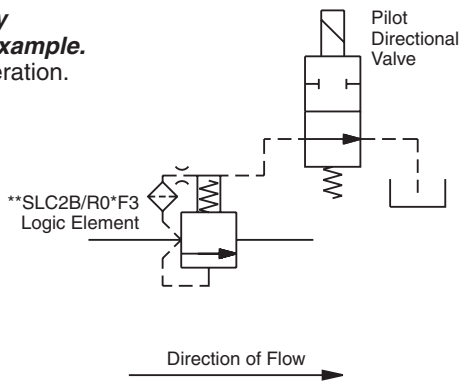 y
xample.
eration.
Pilot
Directional
Valve
**SLC2B/R0*F3
Logic Element
Direction of Flow